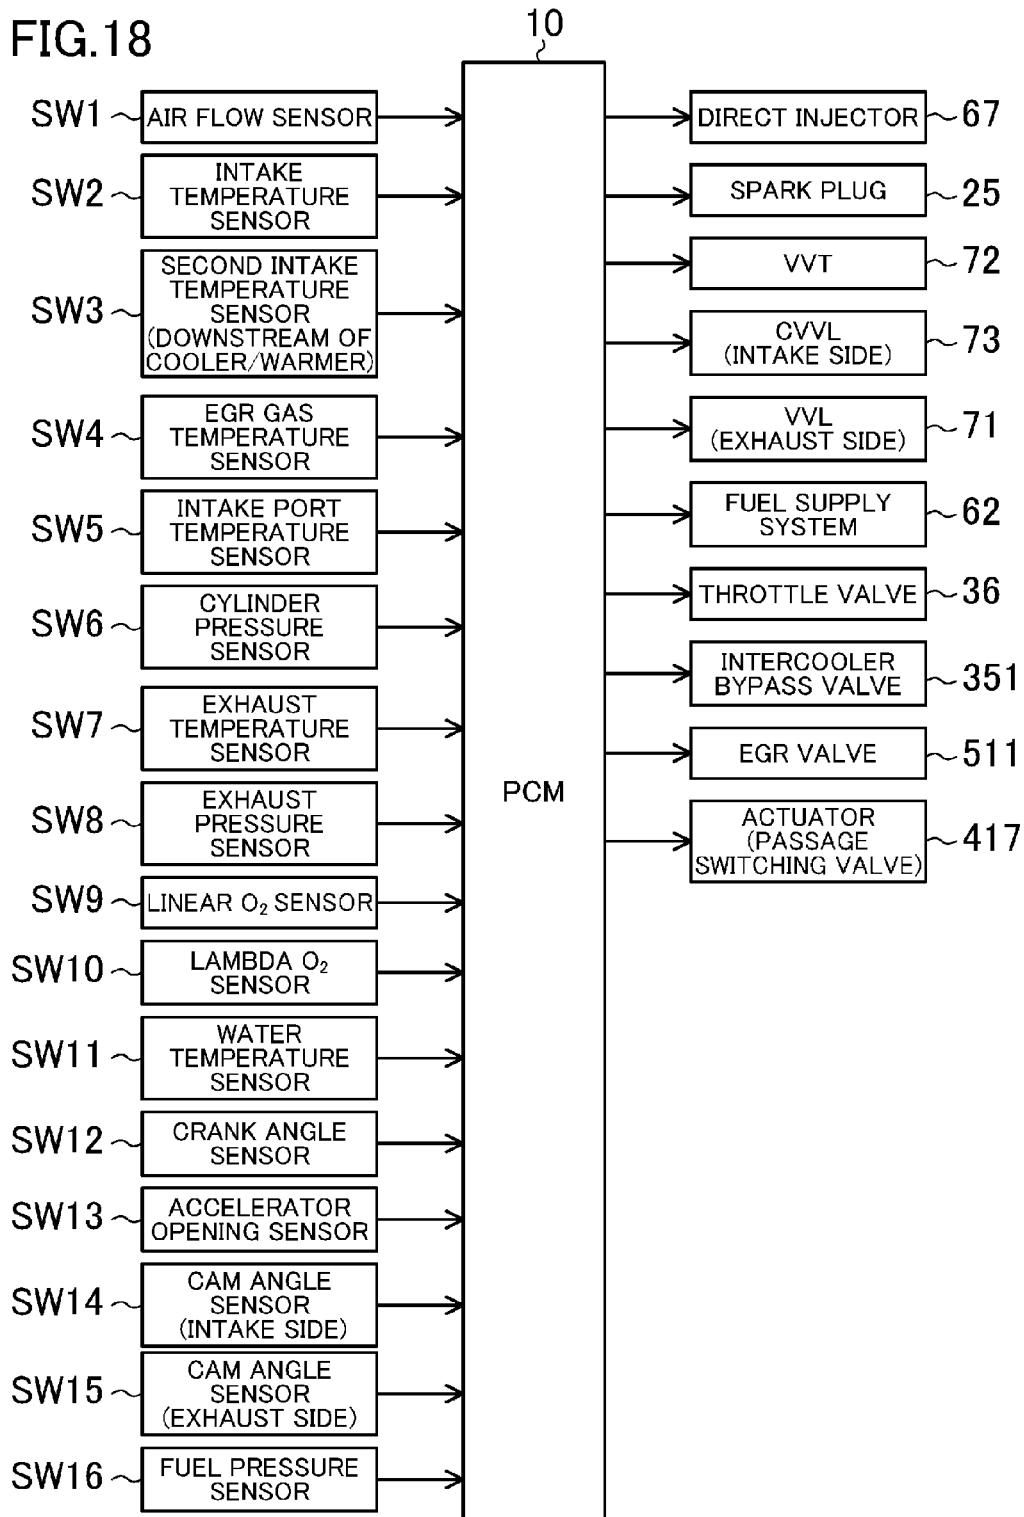 FIG.18
10
PCM
SW1
AIR FLOW SENSOR
SW2
INTAKE
TEMPERATURE
SENSOR
SW3
SECOND INTAKE
TEMPERATURE
SENSOR
(DOWNSTREAM OF
COOLER/WARMER)
SW4
EGR GAS
TEMPERATURE
SENSOR
SW5
INTAKE PORT
TEMPERATURE
SENSOR
SW6
CYLINDER
PRESSURE
SENSOR
SW7
EXHAUST
TEMPERATURE
SENSOR
SW8
EXHAUST
PRESSURE
SENSOR
SW9
LINEAR O₂ SENSOR
SW10
LAMBDA O₂
SENSOR
SW11
WATER
TEMPERATURE
SENSOR
SW12
CRANK ANGLE
SENSOR
SW13
ACCELERATOR
OPENING SENSOR
SW14
CAM ANGLE
SENSOR
(INTAKE SIDE)
SW15
CAM ANGLE
SENSOR
(EXHAUST SIDE)
SW16
FUEL PRESSURE
SENSOR
DIRECT INJECTOR
67
SPARK PLUG
25
VVT
72
CVVL
(INTAKE SIDE)
73
VVL
(EXHAUST SIDE)
71
FUEL SUPPLY
SYSTEM
62
THROTTLE VALVE
36
INTERCOOLER
BYPASS VALVE
351
EGR VALVE
511
ACTUATOR
(PASSAGE
SWITCHING VALVE)
417